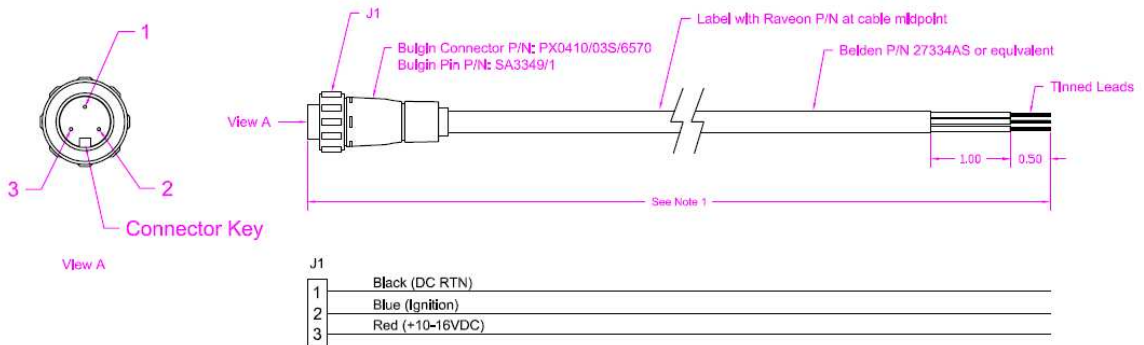 1
3
2
Connector Key
View A
J1
Bulgin Connector P/N: PX0410/03S/6570
Bulgin Pin P/N: SA3349/1
Label with Raveon P/N at cable midpoint
Belden P/N 27334AS or equivalent
Tinned Leads
View A
1.00
0.50
See Note 1
J1
1 Black (DC RTN)
2 Blue (Ignition)
3 Red (+10-16VDC)